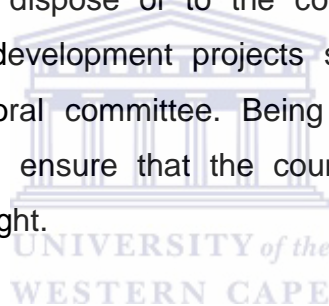 dispose of to the co
development projects s
oral committee. Being
ensure that the coun
ght.
UNIVERSITY of the
WESTERN CAPE